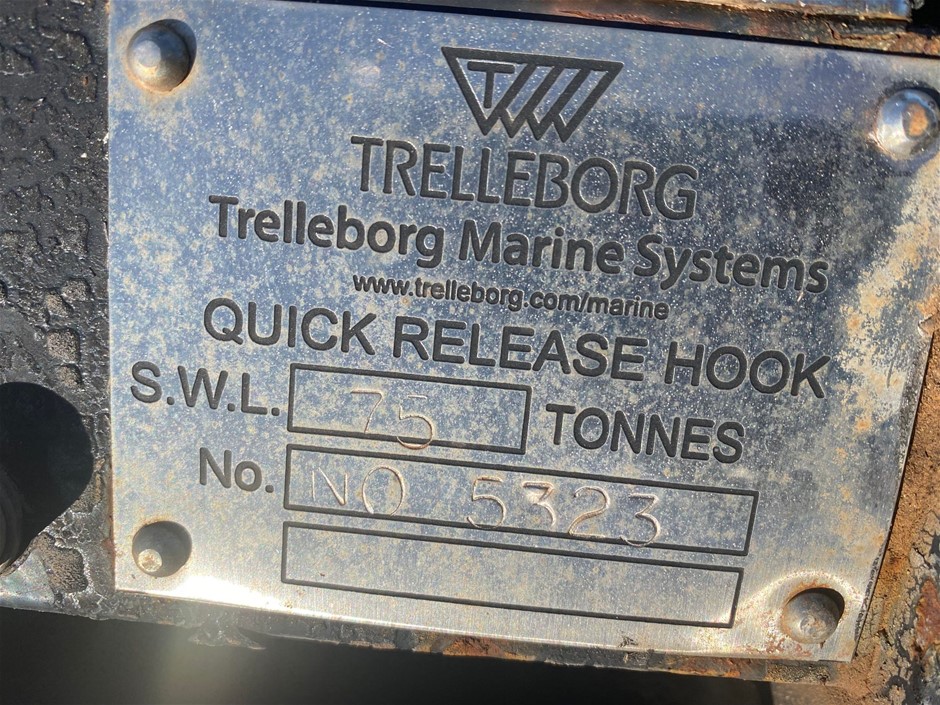 T
TRELLEBORG
Trelleborg Marine Systems
www.trelleborg.com/marine
QUICK RELEASE HOOK
S.W.L. 75 TONNES
No. NO 5323